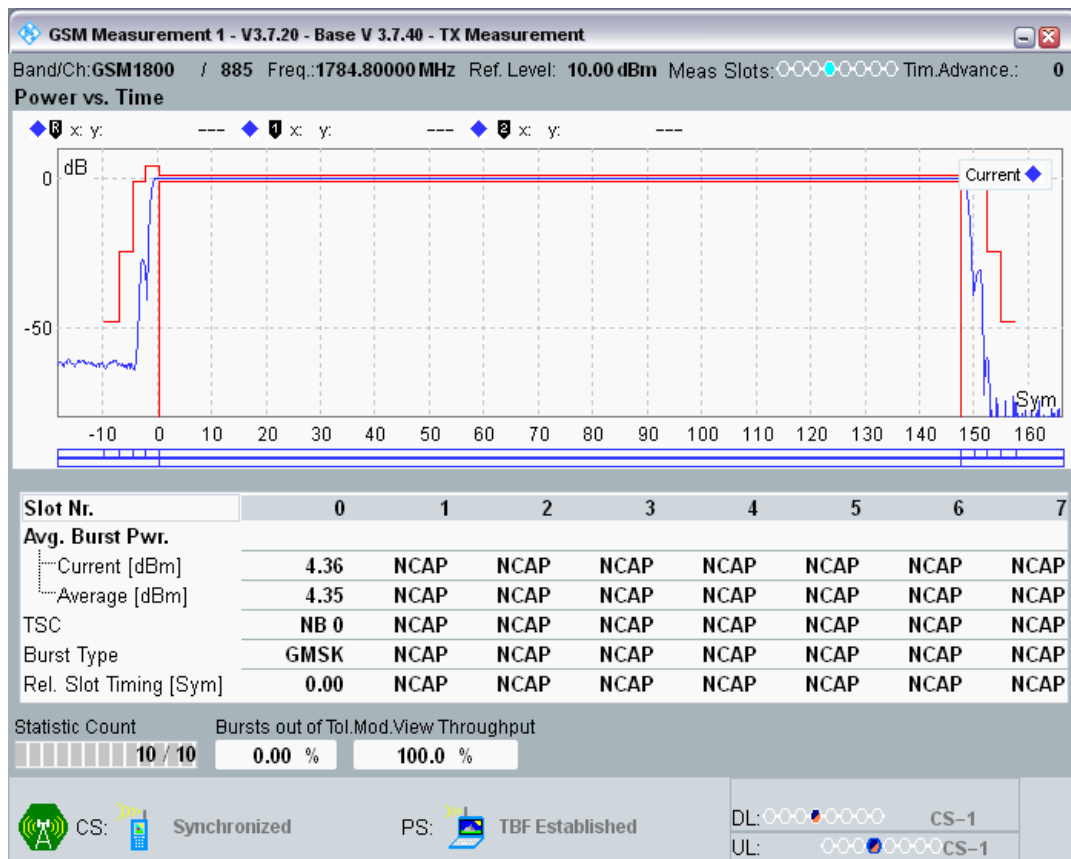 GSM Measurement 1 - V3.7.20 - Base V 3.7.40 - TX Measurement
Band/Ch:GSM1800 / 885 Freq.:1784.80000 MHz Ref. Level: 10.00 dBm Meas Slots: Tim.Advance.: 0
Power vs. Time
R x: y: --- 1 x: y: --- 2 x: y: ---
dB
Current
0
-50
Sym
-10 0 10 20 30 40 50 60 70 80 90 100 110 120 130 140 150 160
Slot Nr. 0 1 2 3 4 5 6 7
Avg. Burst Pwr.
Current [dBm] 4.36 NCAP NCAP NCAP NCAP NCAP NCAP NCAP
Average [dBm] 4.35 NCAP NCAP NCAP NCAP NCAP NCAP NCAP
TSC NB 0 NCAP NCAP NCAP NCAP NCAP NCAP NCAP
Burst Type GMSK NCAP NCAP NCAP NCAP NCAP NCAP NCAP
Rel. Slot Timing [Sym] 0.00 NCAP NCAP NCAP NCAP NCAP NCAP NCAP
Statistic Count Bursts out of Tol.Mod.View Throughput
10 / 10 0.00 % 100.0 %
CS: Synchronized PS: TBF Established
DL: CS-1
UL: CS-1